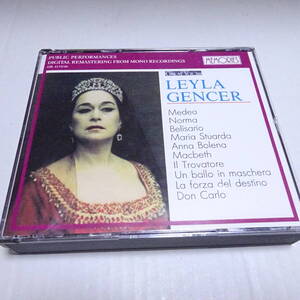 PUBLIC PERFORMANCES
DIGITAL REMASTERING FROM MONO RECORDINGS
MEMORIES
LEYLA
GENCER
Medea
Norma
Belisario
Maria Stuarda
Anna Bolena
Macbeth
Il Trovatore
Un ballo in maschera
La forza del destino
Don Carlo